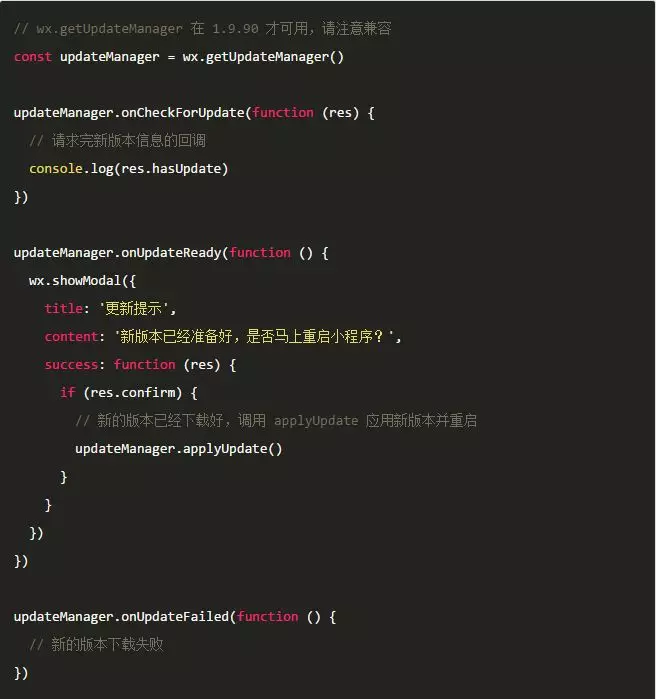 // wx.getUpdateManager 在 1.9.90 才可用，请注意兼容
const updateManager = wx.getUpdateManager()

updateManager.onCheckForUpdate(function (res) {
  // 请求完新版本信息的回调
  console.log(res.hasUpdate)
})

updateManager.onUpdateReady(function () {
  wx.showModal({
    title: '更新提示',
    content: '新版本已经准备好，是否马上重启小程序？',
    success: function (res) {
      if (res.confirm) {
        // 新的版本已经下载好，调用 applyUpdate 应用新版本并重启
        updateManager.applyUpdate()
      }
    }
  })
})

updateManager.onUpdateFailed(function () {
  // 新的版本下载失败
})